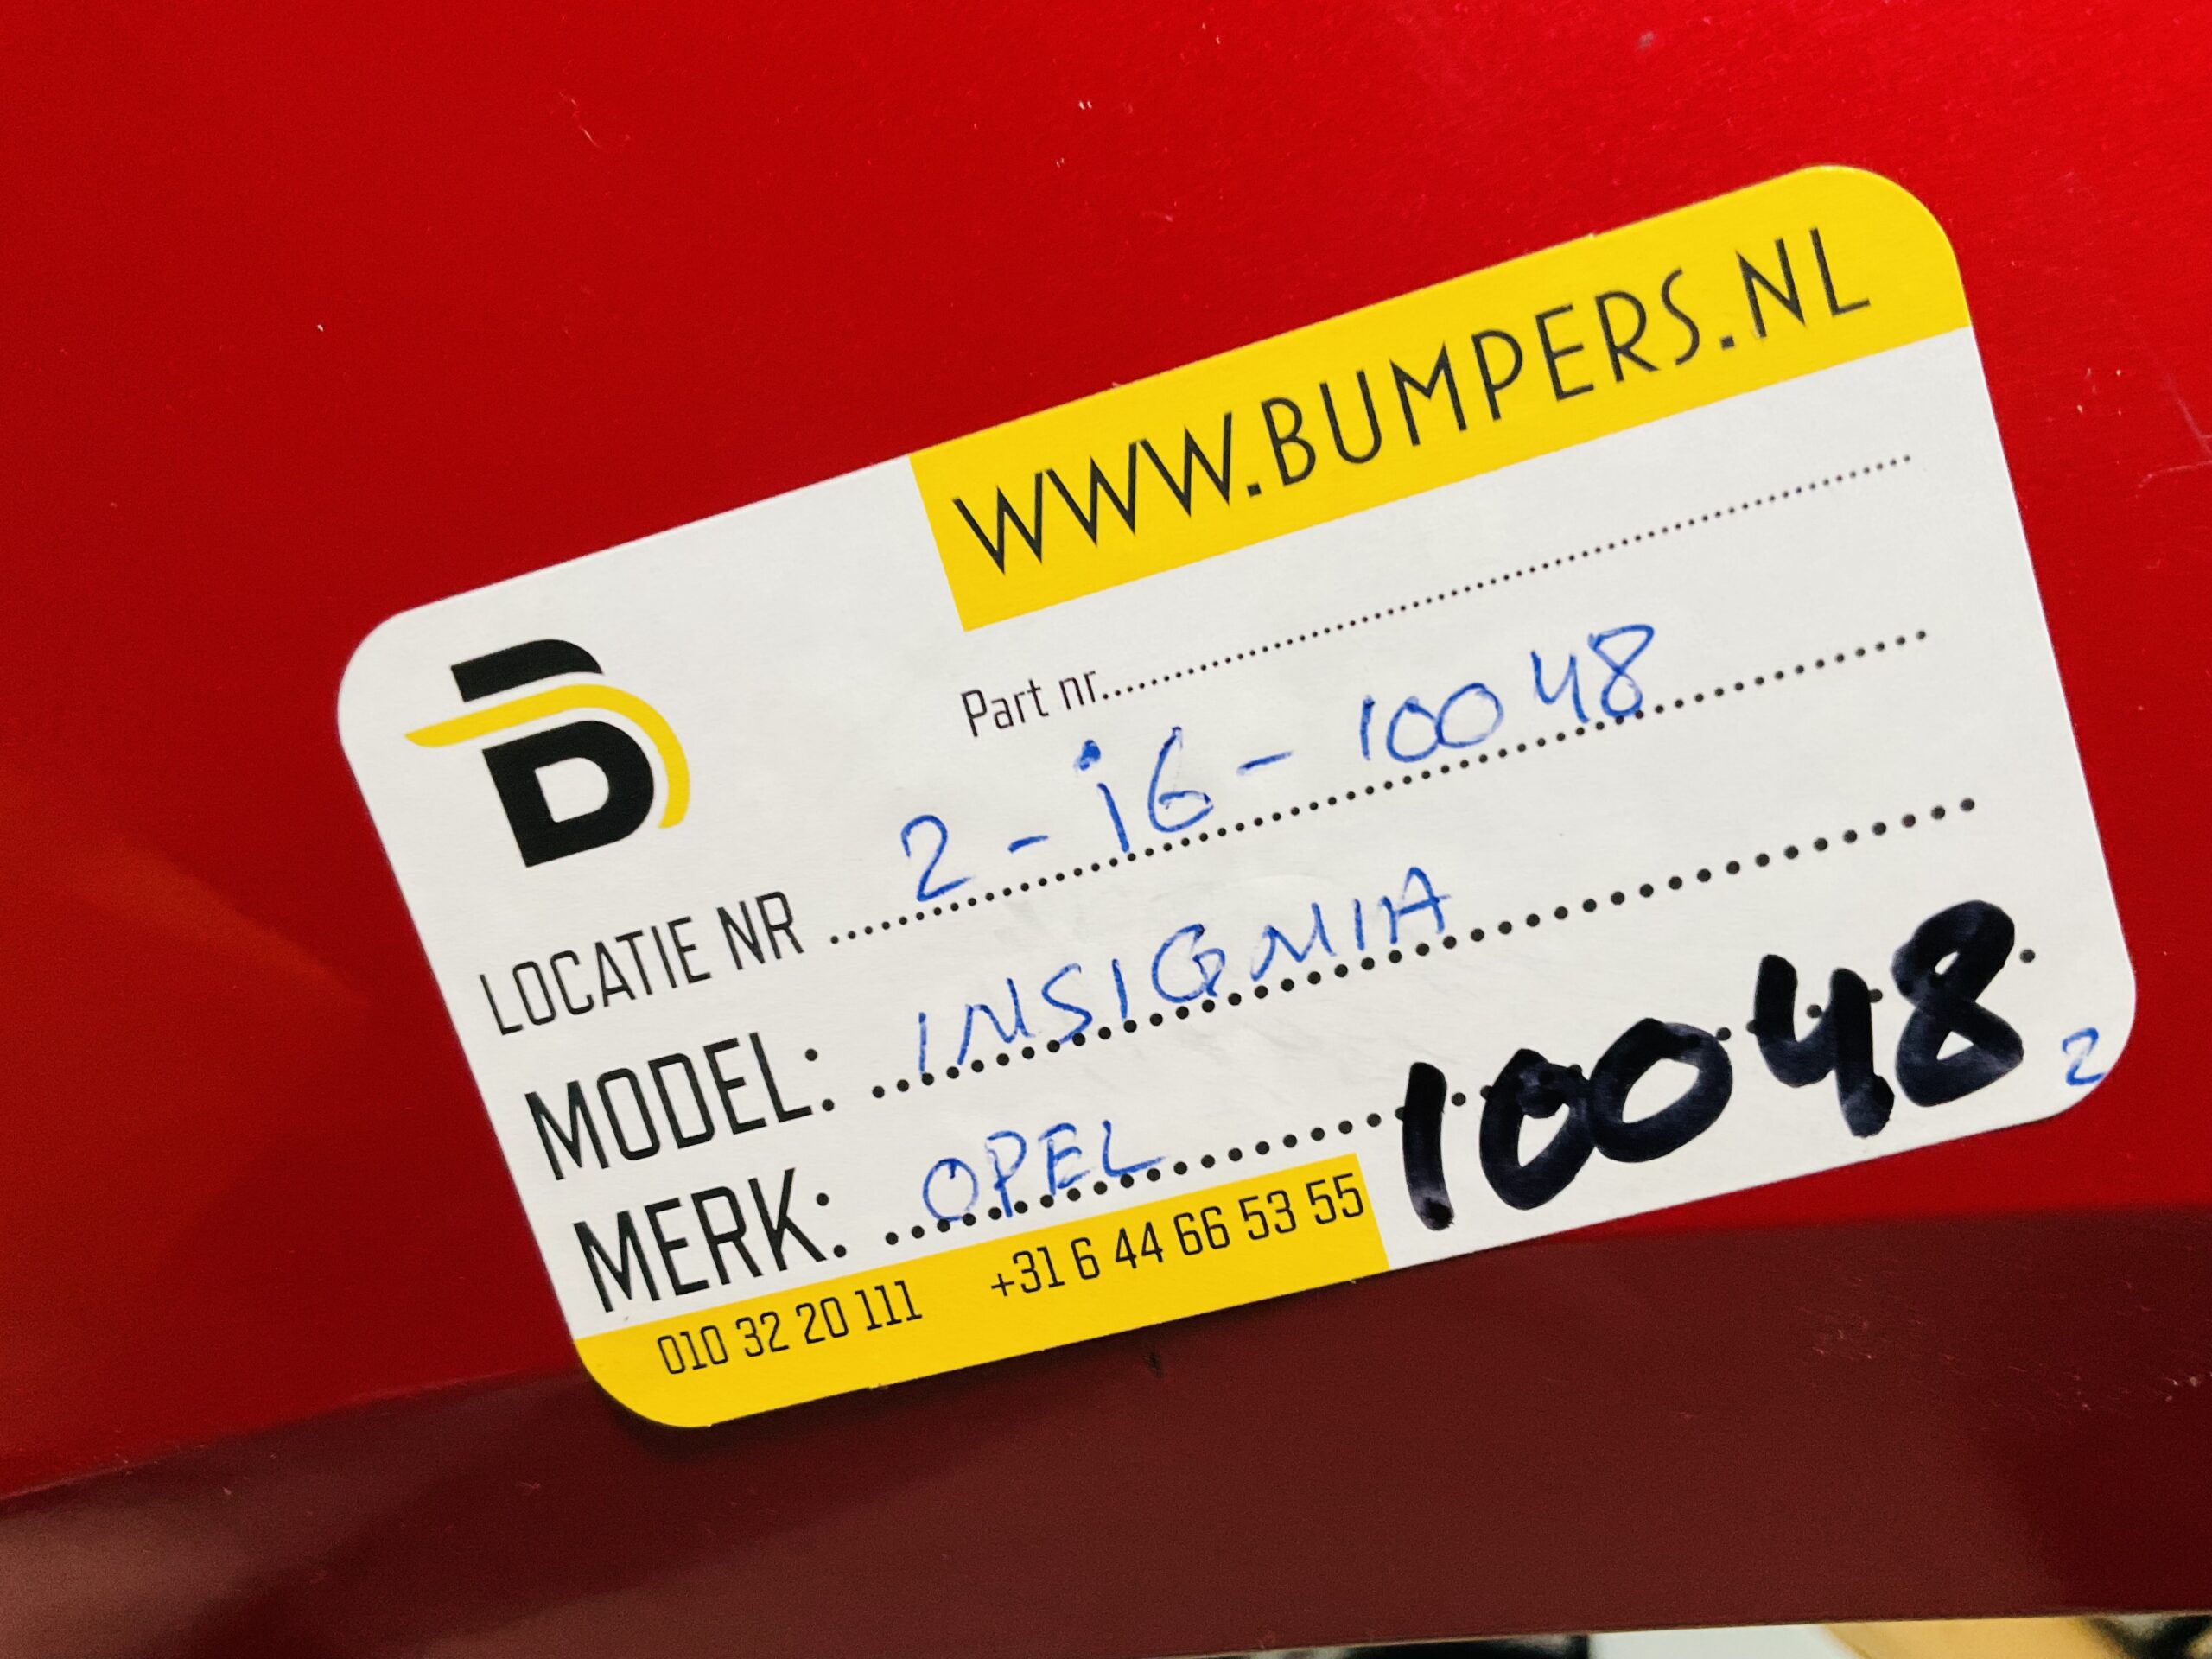 WWW.BUMPERS.NL
Part nr.....
B
LOCATIE NR ..... 2 - i6 - 10048
MODEL: ..... INSIGNIA
MERK: ..... OPEL
10048
2
010 32 20 111 +31 6 44 66 53 55